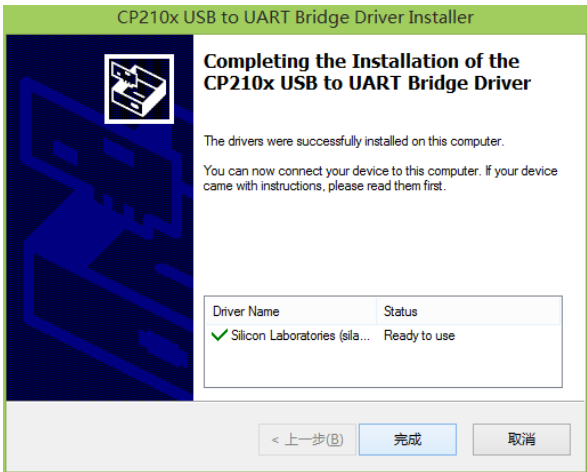 CP210x USB to UART Bridge Driver Installer
Completing the Installation of the
CP210x USB to UART Bridge Driver
The drivers were successfully installed on this computer.
You can now connect your device to this computer. If your device
came with instructions, please read them first.
Driver Name Status
Silicon Laboratories (sila... Ready to use
< 上一步(B) 完成 取消